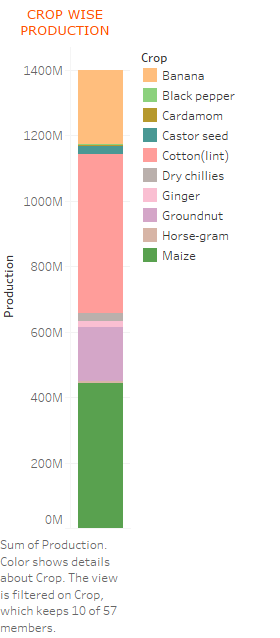 CROP WISE
PRODUCTION
Crop
Banana
Black pepper
Cardamom
Castor seed
Cotton(lint)
Dry chillies
Ginger
Groundnut
Horse-gram
Maize
1400M
1200M
1000M
800M
600M
400M
200M
0M
Production
Sum of Production.
Color shows details
about Crop. The view
is filtered on Crop,
which keeps 10 of 57
members.